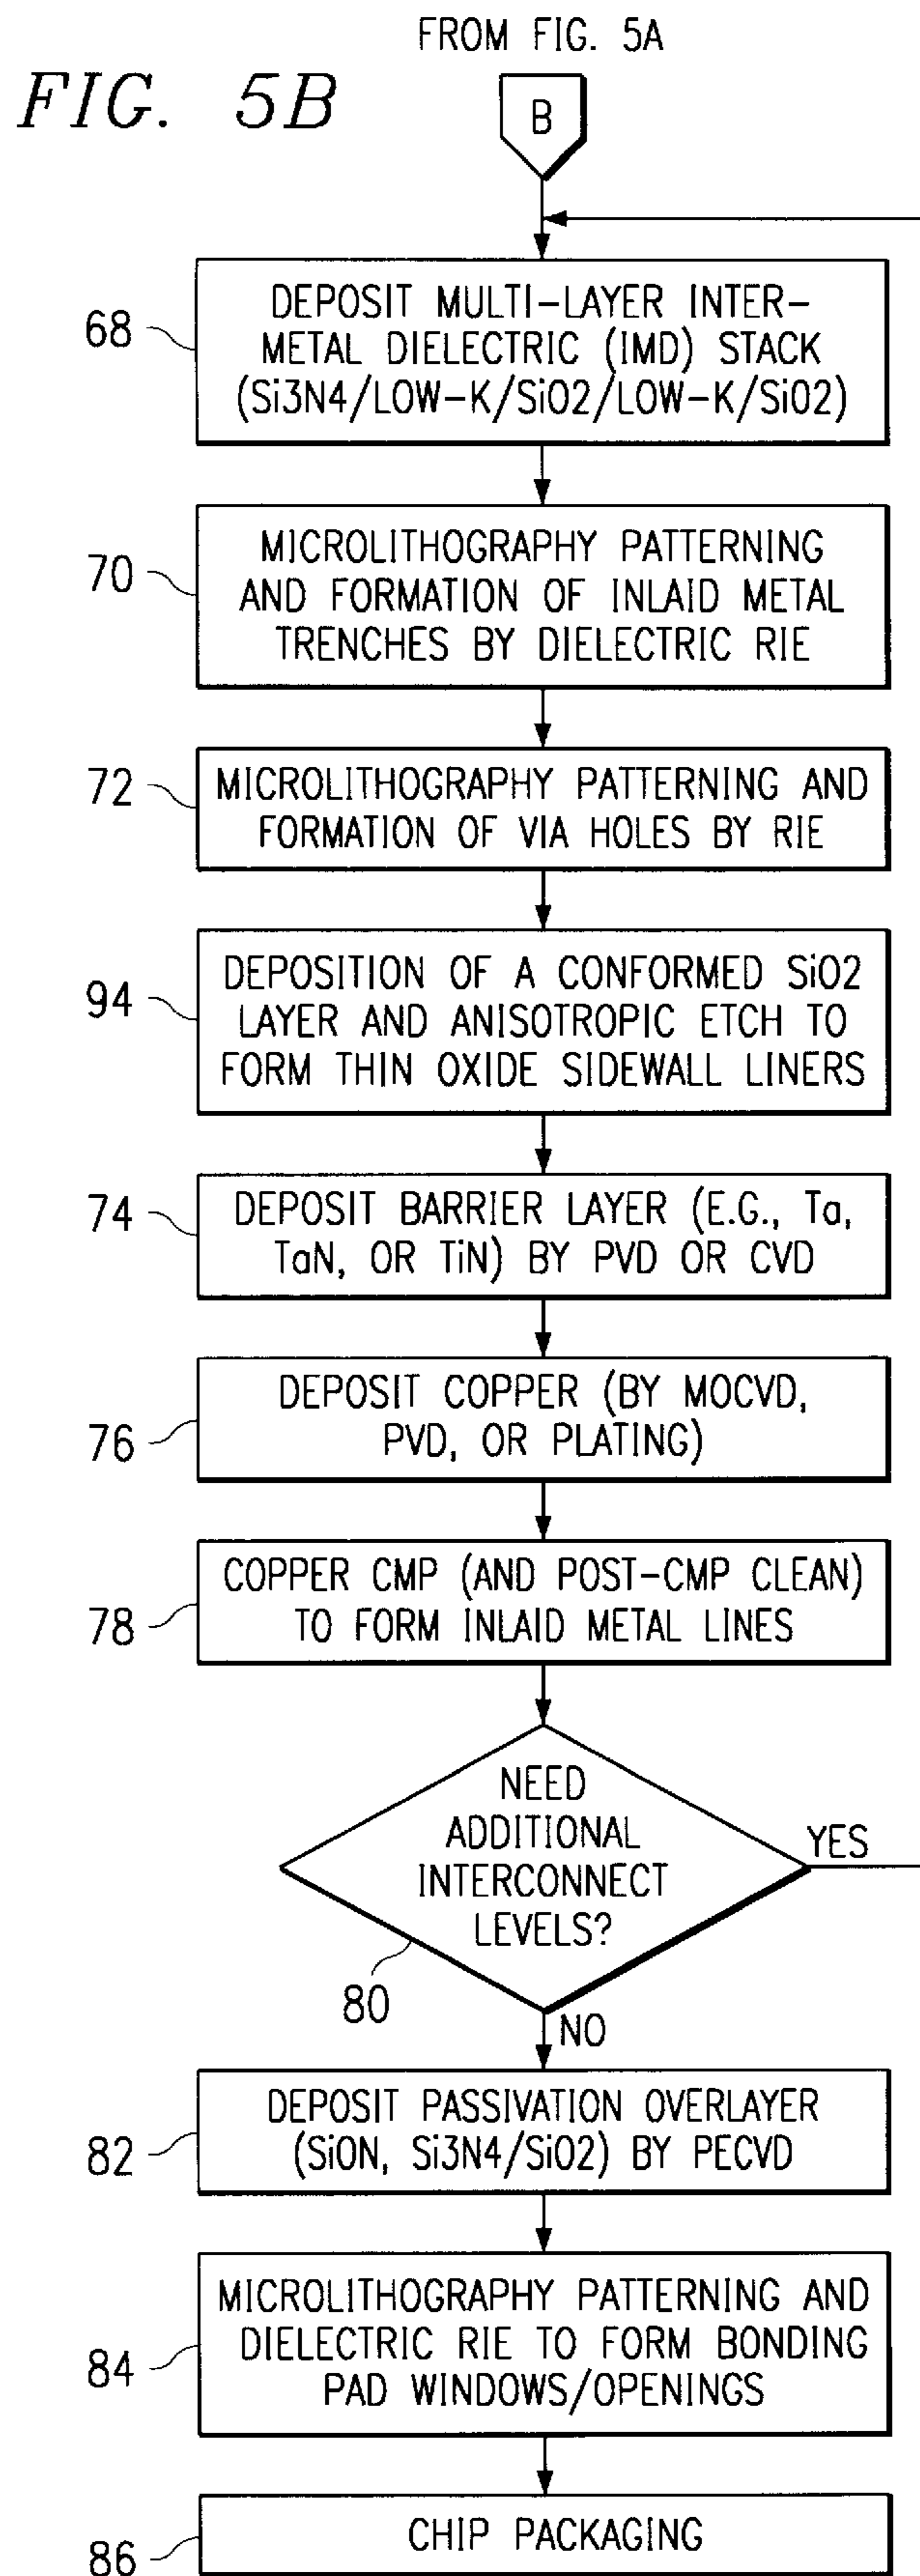 FROM FIG. 5A
FIG. 5B
B
68
DEPOSIT MULTI-LAYER INTER-
METAL DIELECTRIC (IMD) STACK
(Si3N4/LOW-K/SiO2/LOW-K/SiO2)
70
MICROLITHOGRAPHY PATTERNING
AND FORMATION OF INLAID METAL
TRENCHES BY DIELECTRIC RIE
72
MICROLITHOGRAPHY PATTERNING AND
FORMATION OF VIA HOLES BY RIE
94
DEPOSITION OF A CONFORMED SiO2
LAYER AND ANISOTROPIC ETCH TO
FORM THIN OXIDE SIDEWALL LINERS
74
DEPOSIT BARRIER LAYER (E.G., Ta,
TaN, OR TiN) BY PVD OR CVD
76
DEPOSIT COPPER (BY MOCVD,
PVD, OR PLATING)
78
COPPER CMP (AND POST-CMP CLEAN)
TO FORM INLAID METAL LINES
NEED
ADDITIONAL
INTERCONNECT
LEVELS?
YES
80
NO
82
DEPOSIT PASSIVATION OVERLAYER
(SiON, Si3N4/SiO2) BY PECVD
84
MICROLITHOGRAPHY PATTERNING AND
DIELECTRIC RIE TO FORM BONDING
PAD WINDOWS/OPENINGS
86
CHIP PACKAGING